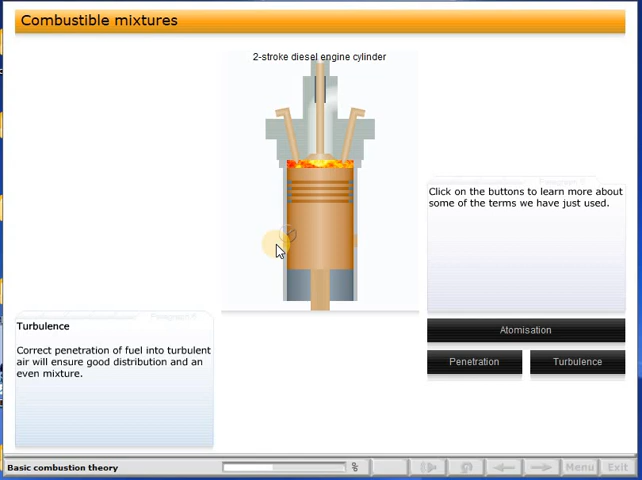 Combustible mixtures
2-stroke diesel engine cylinder
Click on the buttons to learn more about
some of the terms we have just used.
Turbulence
Correct penetration of fuel into turbulent
air will ensure good distribution and an
even mixture.
Atomisation
Penetration
Turbulence
Basic combustion theory
Menu
Exit